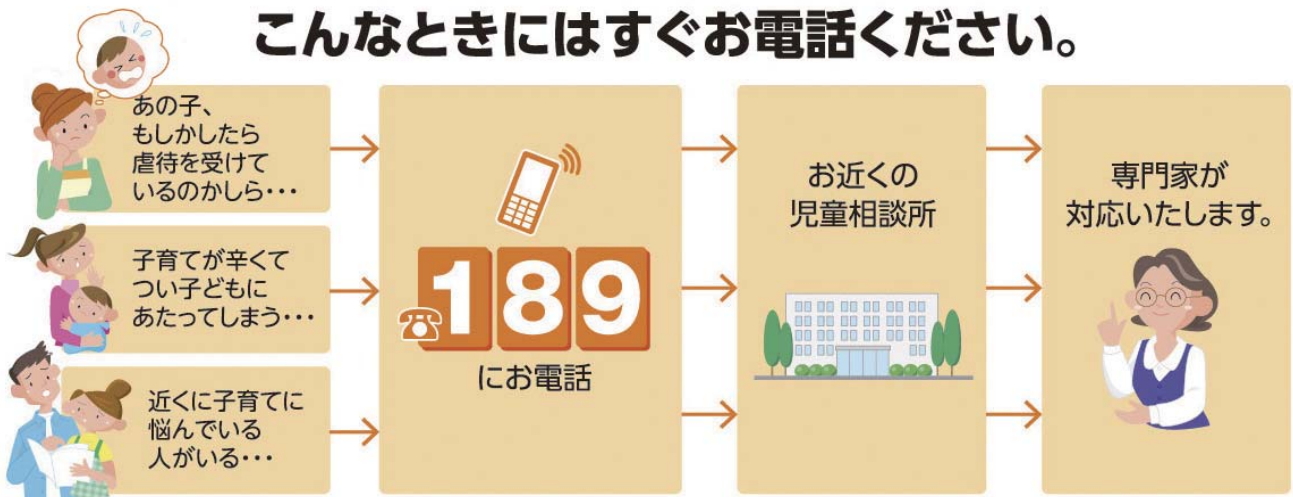 こんなときにはすぐお電話ください。
あの子、
もしかしたら
虐待を受けて
いるのかしら・・・
子育てが辛くて
つい子どもに
あたってしまう・・・
近くに子育てに
悩んでいる
人がいる・・・
189
にお電話
お近くの
児童相談所
専門家が
対応いたします。